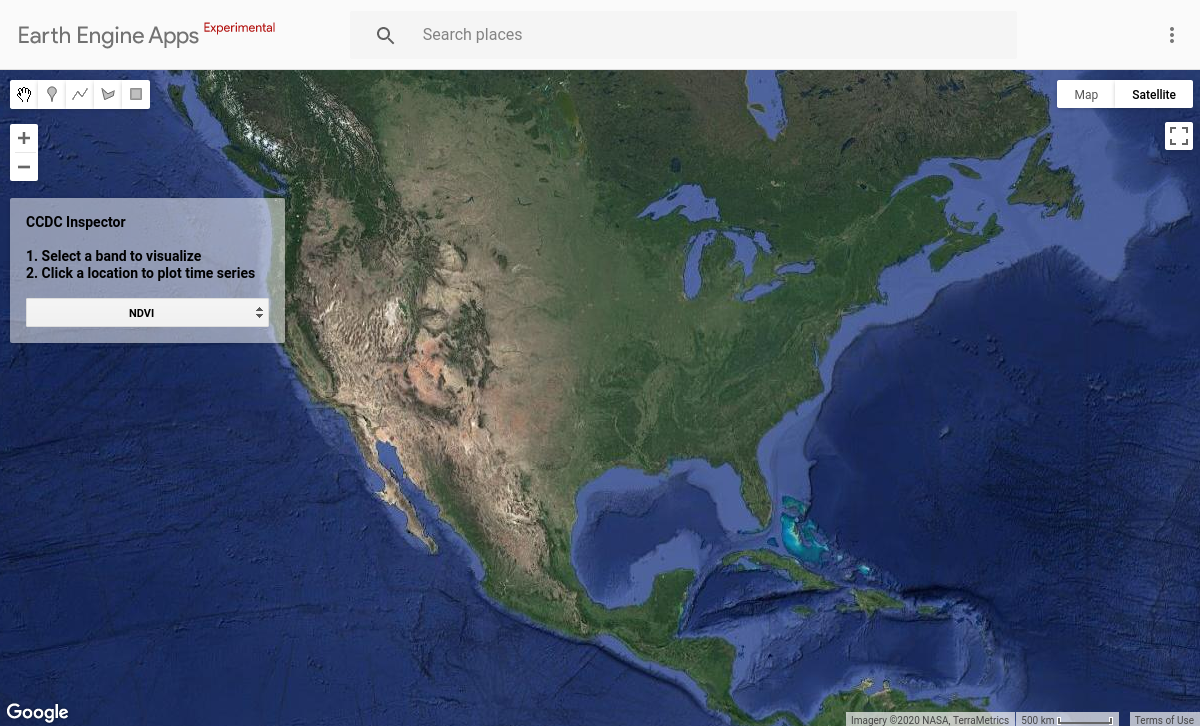 Earth Engine Apps Experimental
Search places
Map
Satellite
+
−
CCDC Inspector
1. Select a band to visualize
2. Click a location to plot time series
NDVI
Google
Imagery ©2020 NASA, TerraMetrics
500 km
Terms of Use